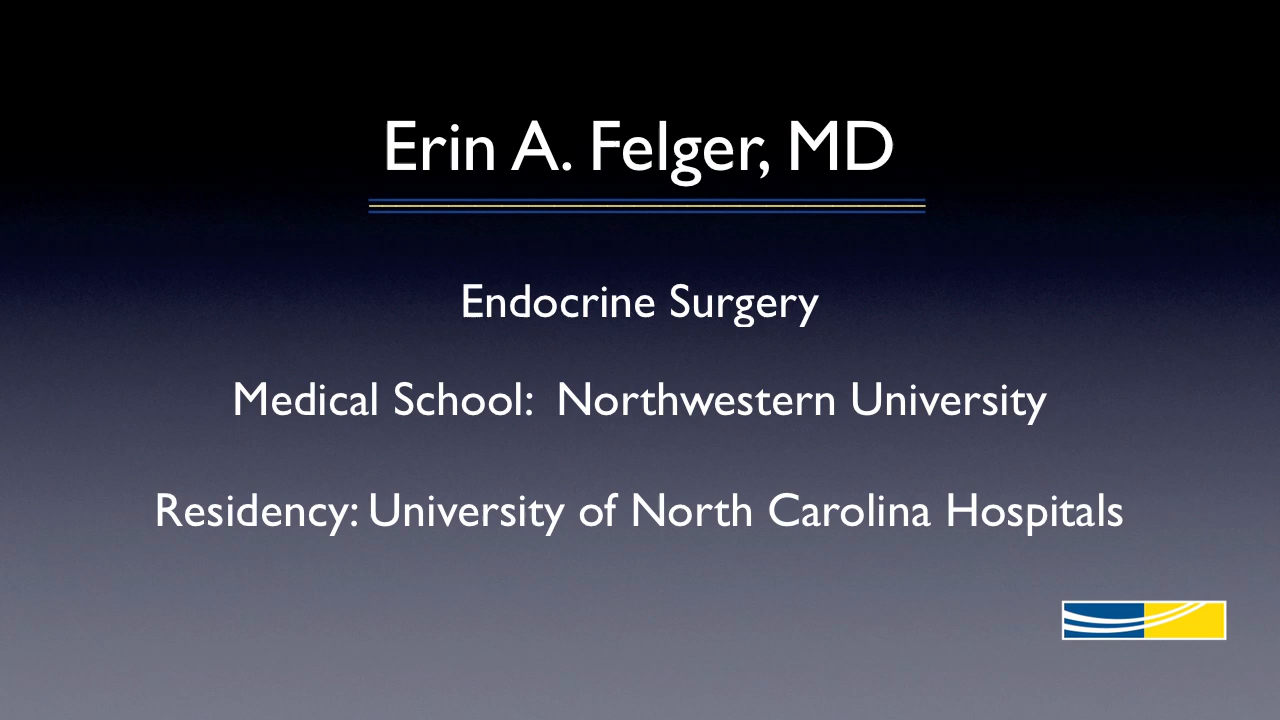 Erin A. Felger, MD
Endocrine Surgery
Medical School: Northwestern University
Residency: University of North Carolina Hospitals